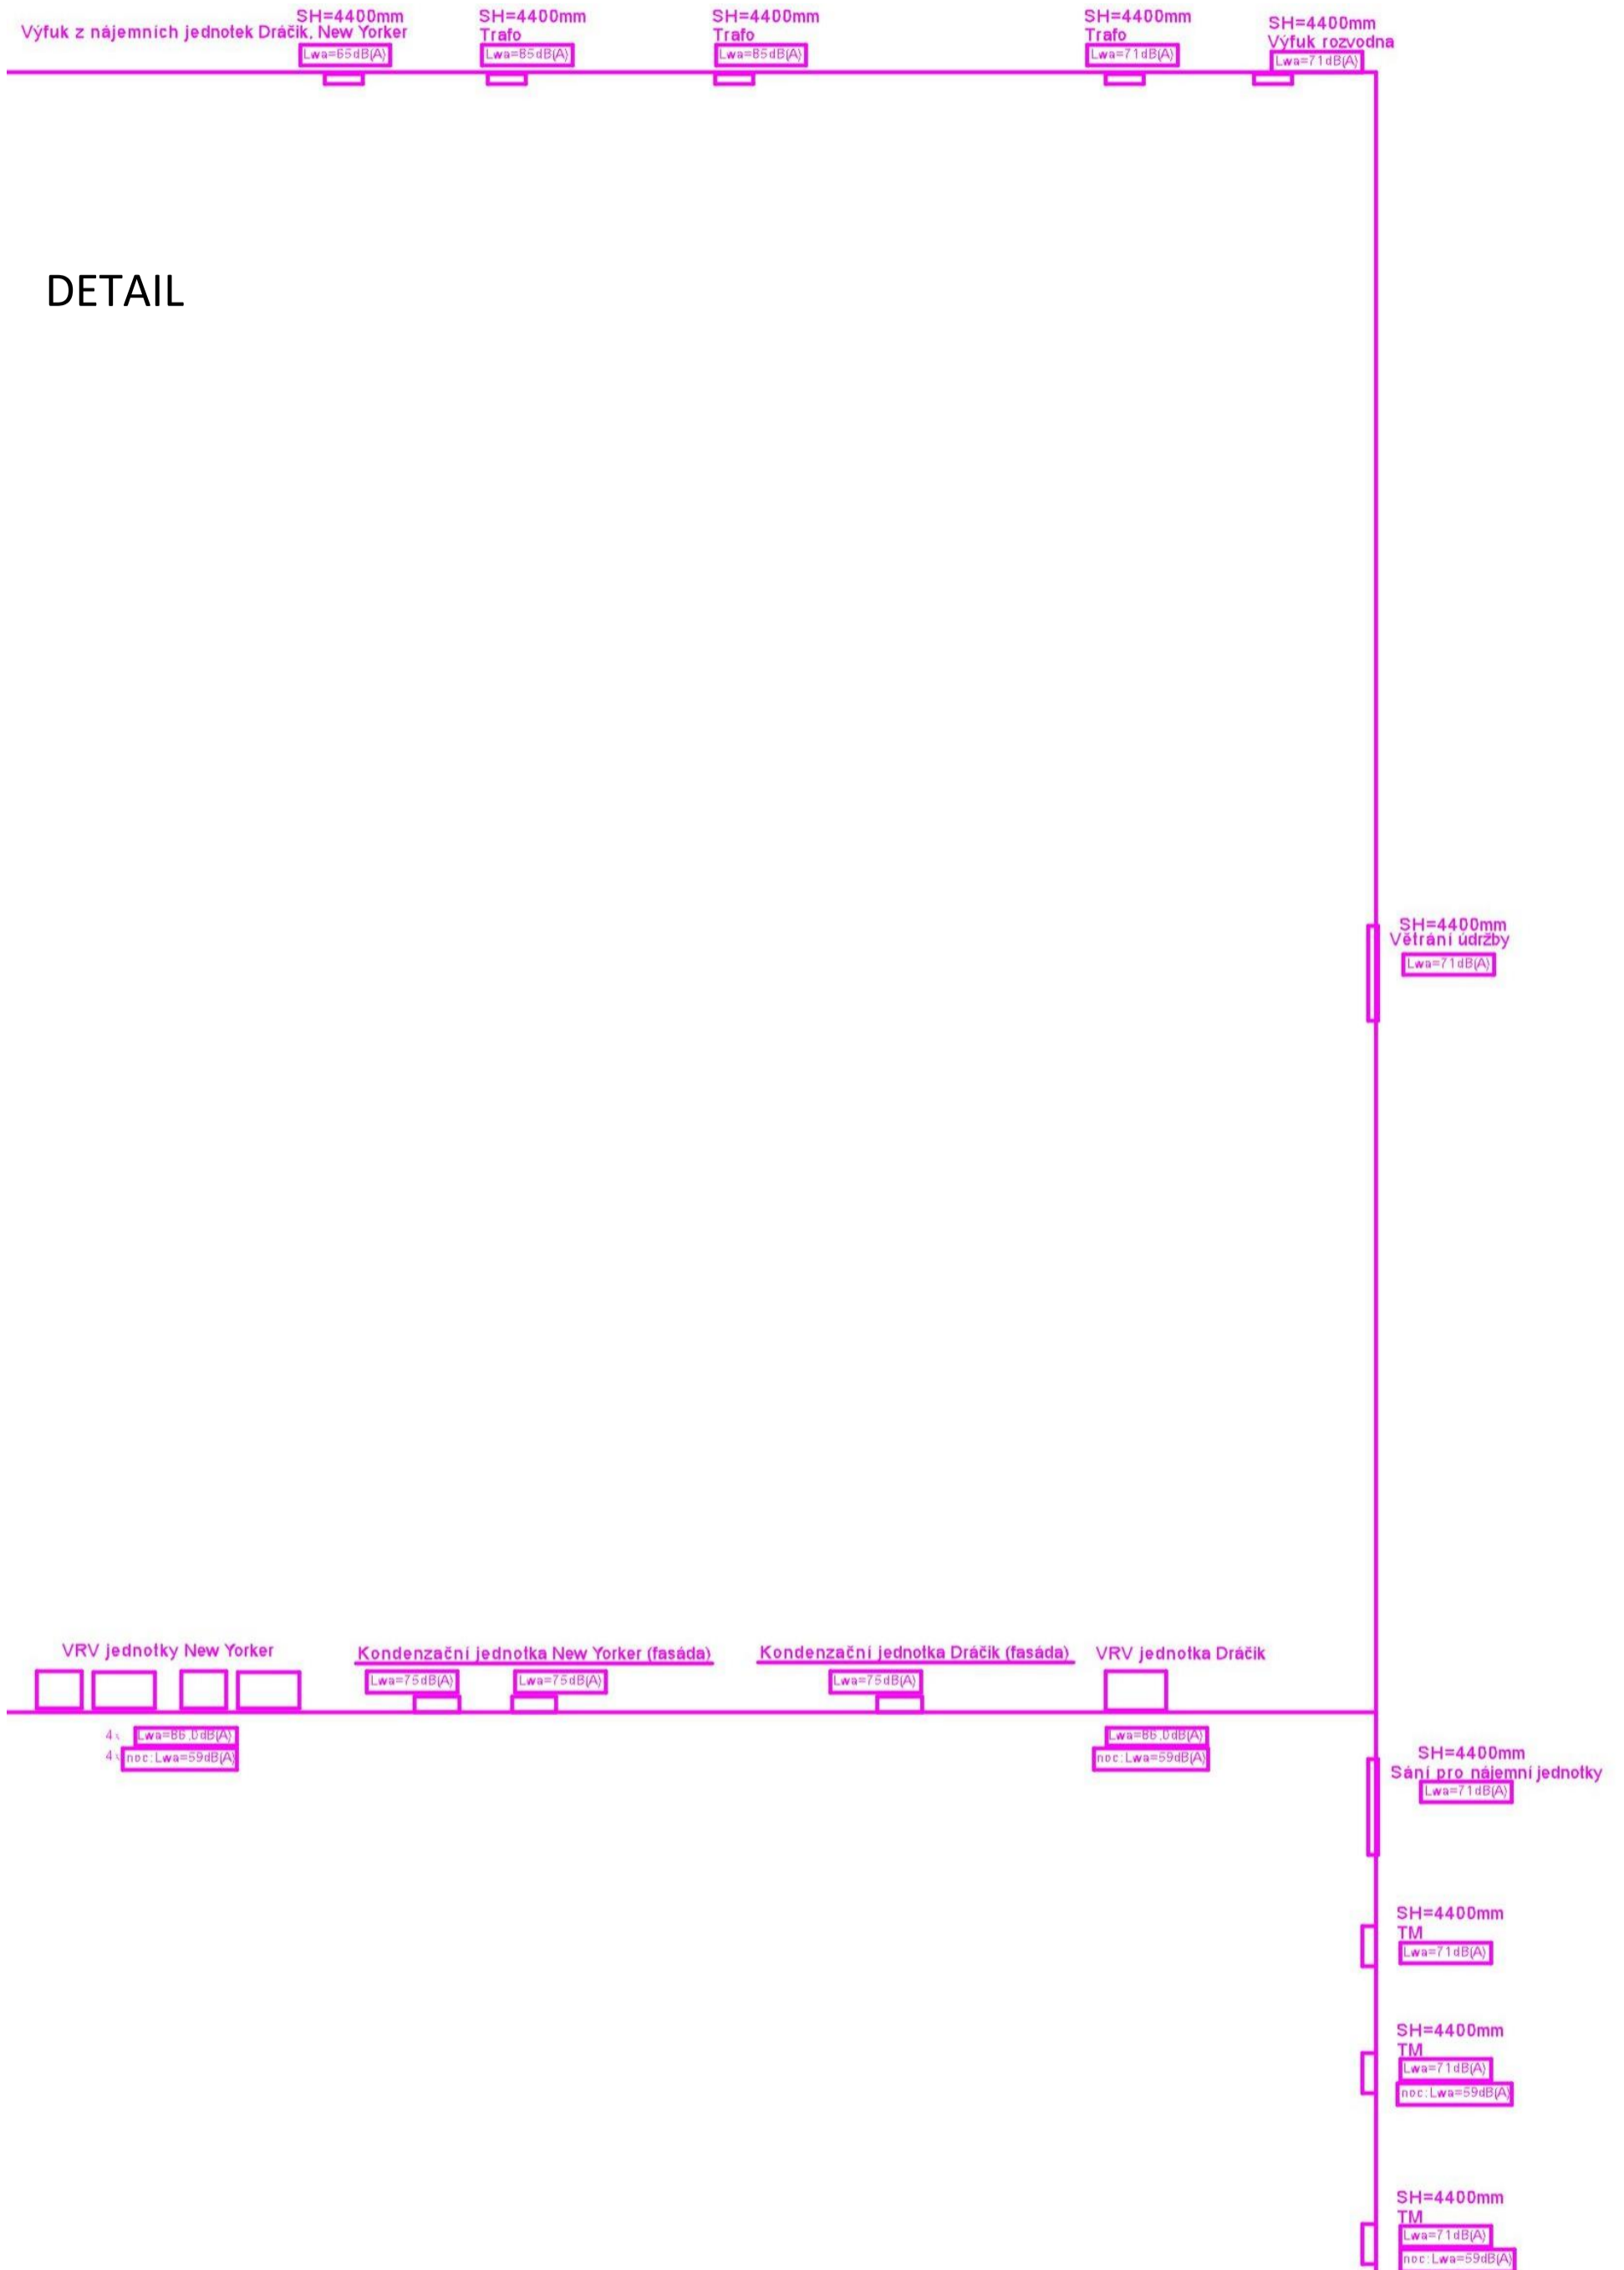 SH=4400mm
Výfuk z nájemních jednotek Dráčik, New Yorker
Lwa=65dB(A)
SH=4400mm
Trafo
Lwa=85dB(A)
SH=4400mm
Trafo
Lwa=85dB(A)
SH=4400mm
Trafo
Lwa=71dB(A)
SH=4400mm
Výfuk rozvodna
Lwa=71dB(A)
DETAIL
SH=4400mm
Větrání údržby
Lwa=71dB(A)
VRV jednotky New Yorker
Kondenzační jednotka New Yorker (fasáda)
Lwa=75dB(A)
Lwa=75dB(A)
Kondenzační jednotka Dráčik (fasáda)
Lwa=75dB(A)
VRV jednotka Dráčik
Lwa=86,0dB(A)
noc:Lwa=59dB(A)
Lwa=86,0dB(A)
noc:Lwa=59dB(A)
SH=4400mm
Sání pro nájemní jednotky
Lwa=71dB(A)
SH=4400mm
TM
Lwa=71dB(A)
SH=4400mm
TM
Lwa=71dB(A)
noc:Lwa=59dB(A)
SH=4400mm
TM
Lwa=71dB(A)
noc:Lwa=59dB(A)